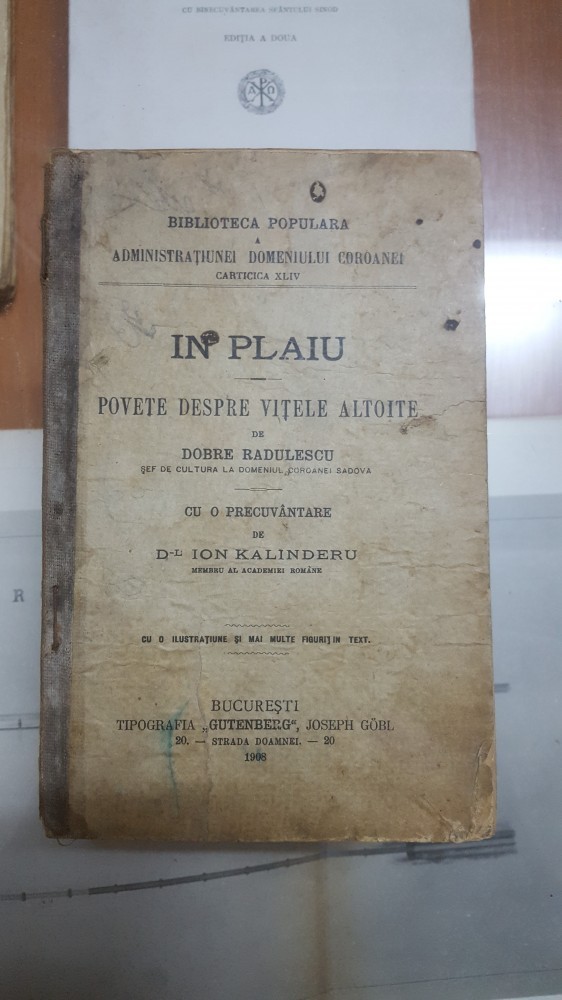 CU BINECUVÂNTAREA SFÂNTULUI SINOD
EDIȚIA A DOUA
BIBLIOTECA POPULARA
A
ADMINISTRAȚIUNEI DOMENIULUI COROANEI
CARTICICA XLIV
IN PLAIU
POVEȚE DESPRE VIȚELE ALTOITE
DE
DOBRE RADULESCU
ȘEF DE CULTURA LA DOMENIUL COROANEI SADOVA
CU O PRECUVÂNTARE
DE
D-L ION KALINDERU
MEMBRU AL ACADEMIEI ROMÂNE
CU O ILUSTRAȚIUNE ȘI MAI MULTE FIGURI IN TEXT.
BUCUREȘTI
TIPOGRAFIA „GUTENBERG“, JOSEPH GÖBL
20. — STRADA DOAMNEI. — 20
1908
R